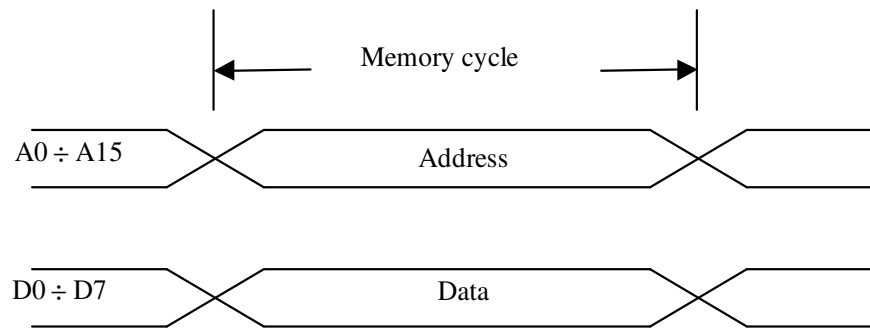 Memory cycle
A0 ÷ A15
Address
D0 ÷ D7
Data